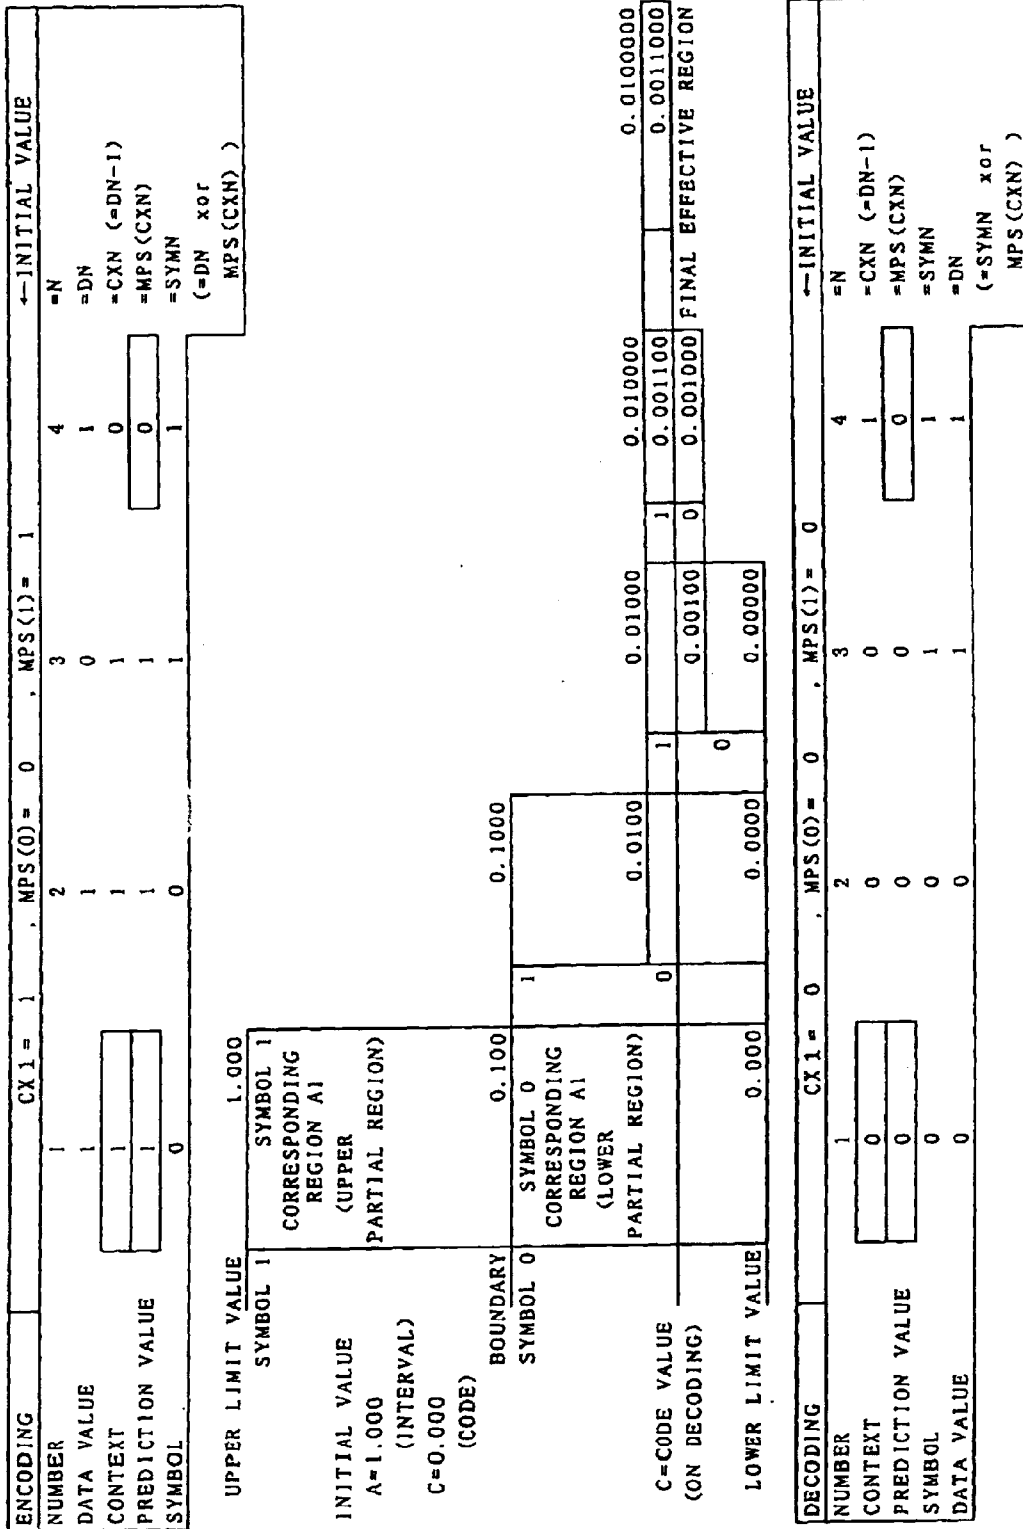 ENCODING CX1= 1 , MPS(0)= 0 , MPS(1)= 1 ←INITIAL VALUE
NUMBER 1 2 3 4 =N
DATA VALUE 1 1 0 1 =DN
CONTEXT 1 1 1 0 =CXN (=DN-1)
PREDICTION VALUE 1 1 1 0 =MPS(CXN)
SYMBOL 0 0 1 1 =SYMN
(=DN xor
MPS(CXN) )
UPPER LIMIT VALUE 1.000
SYMBOL 1 SYMBOL 1
CORRESPONDING
REGION A1
(UPPER
PARTIAL REGION)
INITIAL VALUE
A=1.000
(INTERVAL)
C=0.000
(CODE)
BOUNDARY 0.100 0.1000
SYMBOL 0 SYMBOL 0 1
CORRESPONDING
REGION A1
(LOWER
PARTIAL REGION)
0.0100 0.01000 0.010000 0.0100000
C=CODE VALUE 0 1 1 0.001100 0.0011000
(ON DECODING) 0 0.00100 0 0.001000 FINAL EFFECTIVE REGION
LOWER LIMIT VALUE 0.000 0.0000 0.00000
DECODING CX1= 0 , MPS(0)= 0 , MPS(1)= 0 ←INITIAL VALUE
NUMBER 1 2 3 4 =N
CONTEXT 0 0 0 1 =CXN (=DN-1)
PREDICTION VALUE 0 0 0 0 =MPS(CXN)
SYMBOL 0 0 1 1 =SYMN
DATA VALUE 0 0 1 1 =DN
(=SYMN xor
MPS(CXN) )